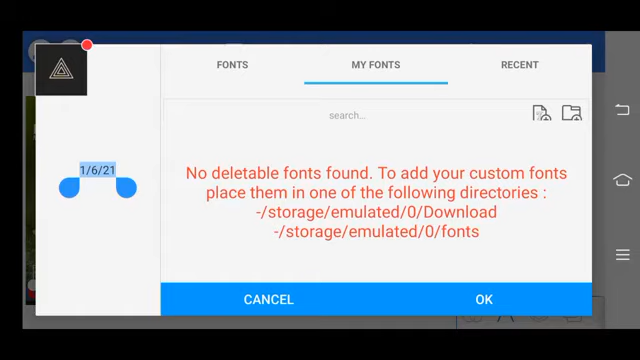 FONTS
MY FONTS
RECENT
search...
1/6/21
No deletable fonts found. To add your custom fonts
place them in one of the following directories :
-/storage/emulated/0/Download
-/storage/emulated/0/fonts
CANCEL
OK